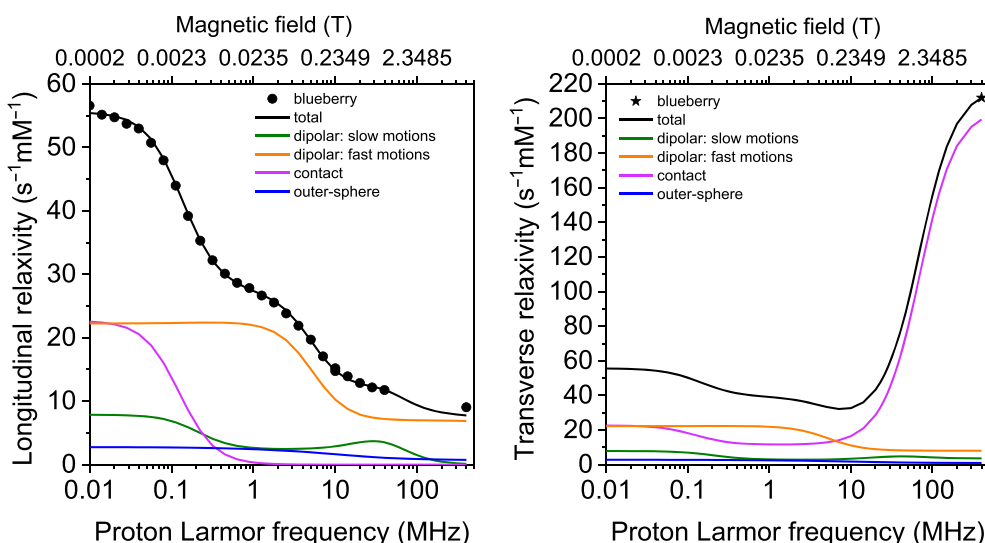 Magnetic field (T)
0.0002 0.0023 0.0235 0.2349 2.3485
60
50
40
30
20
10
0
Longitudinal relaxivity (s⁻¹mM⁻¹)
blueberry
total
dipolar: slow motions
dipolar: fast motions
contact
outer-sphere
0.01 0.1 1 10 100
Proton Larmor frequency (MHz)
Magnetic field (T)
0.0002 0.0023 0.0235 0.2349 2.3485
220
200
180
160
140
120
100
80
60
40
20
0
Transverse relaxivity (s⁻¹mM⁻¹)
blueberry
total
dipolar: slow motions
dipolar: fast motions
contact
outer-sphere
0.01 0.1 1 10 100
Proton Larmor frequency (MHz)